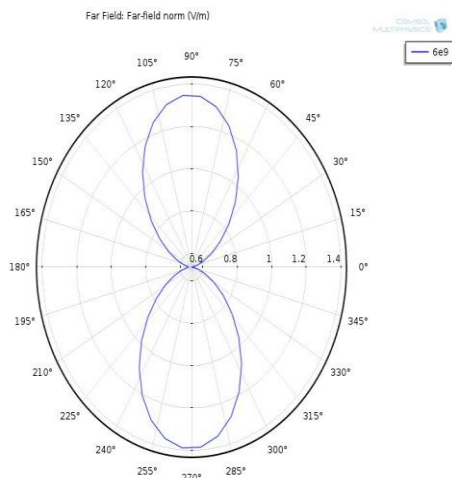 Far Field: Far-field norm (V/m)
COMSOL
MULTIPHYSICS
6e9
90°
105° 75°
120° 60°
135° 45°
150° 30°
165° 15°
180° 0.6 0.8 1 1.2 1.4 0°
195° 345°
210° 330°
225° 315°
240° 300°
255° 285°
270°